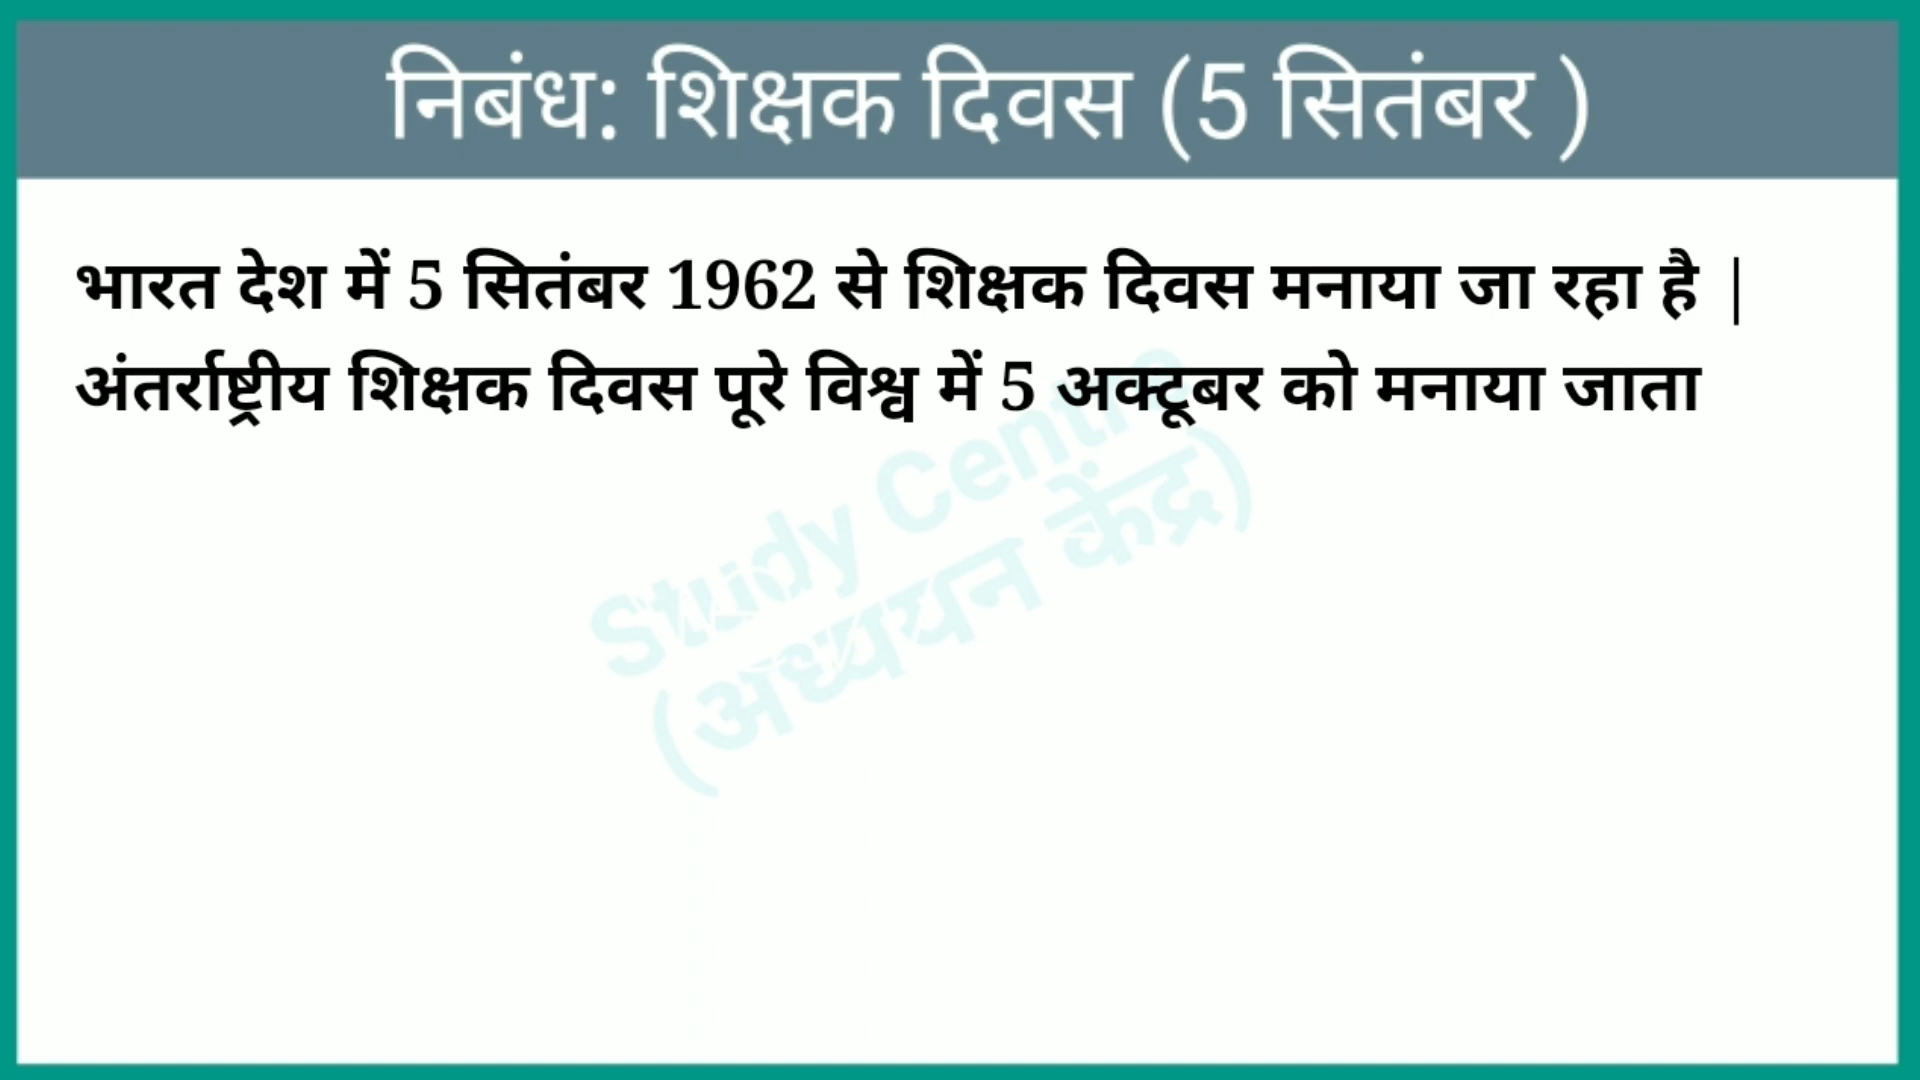 निबंध: शिक्षक दिवस (5 सितंबर )
भारत देश में 5 सितंबर 1962 से शिक्षक दिवस मनाया जा रहा है |
अंतर्राष्ट्रीय शिक्षक दिवस पूरे विश्व में 5 अक्टूबर को मनाया जाता
Study Centre
(अध्ययन केंद्र)